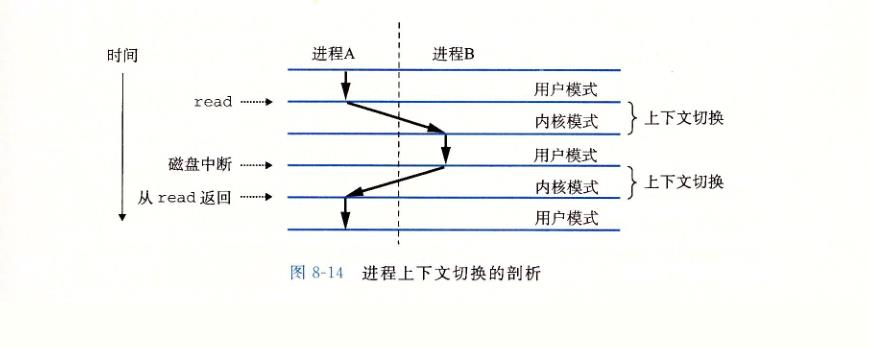 时间
进程A 进程B
用户模式
read
内核模式 上下文切换
用户模式
磁盘中断
内核模式 上下文切换
从 read 返回
用户模式
图 8-14 进程上下文切换的剖析